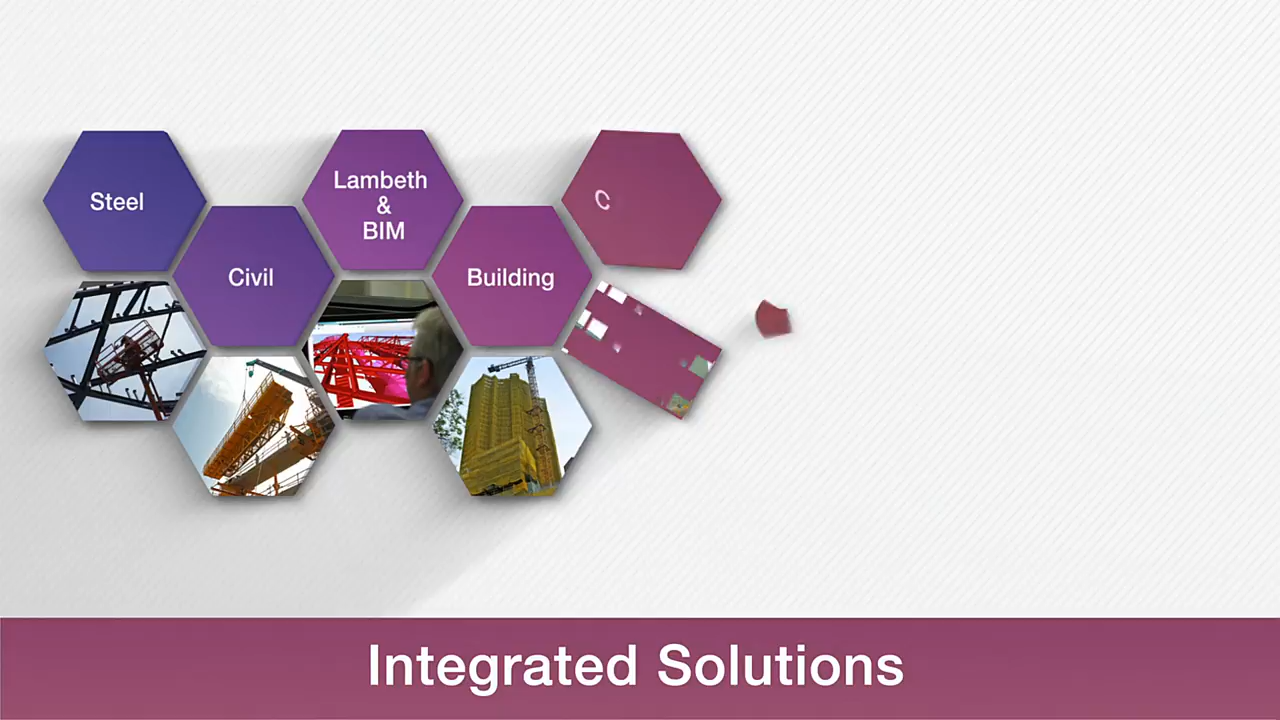 Steel
Lambeth
&
BIM
C
Civil
Building
Integrated Solutions